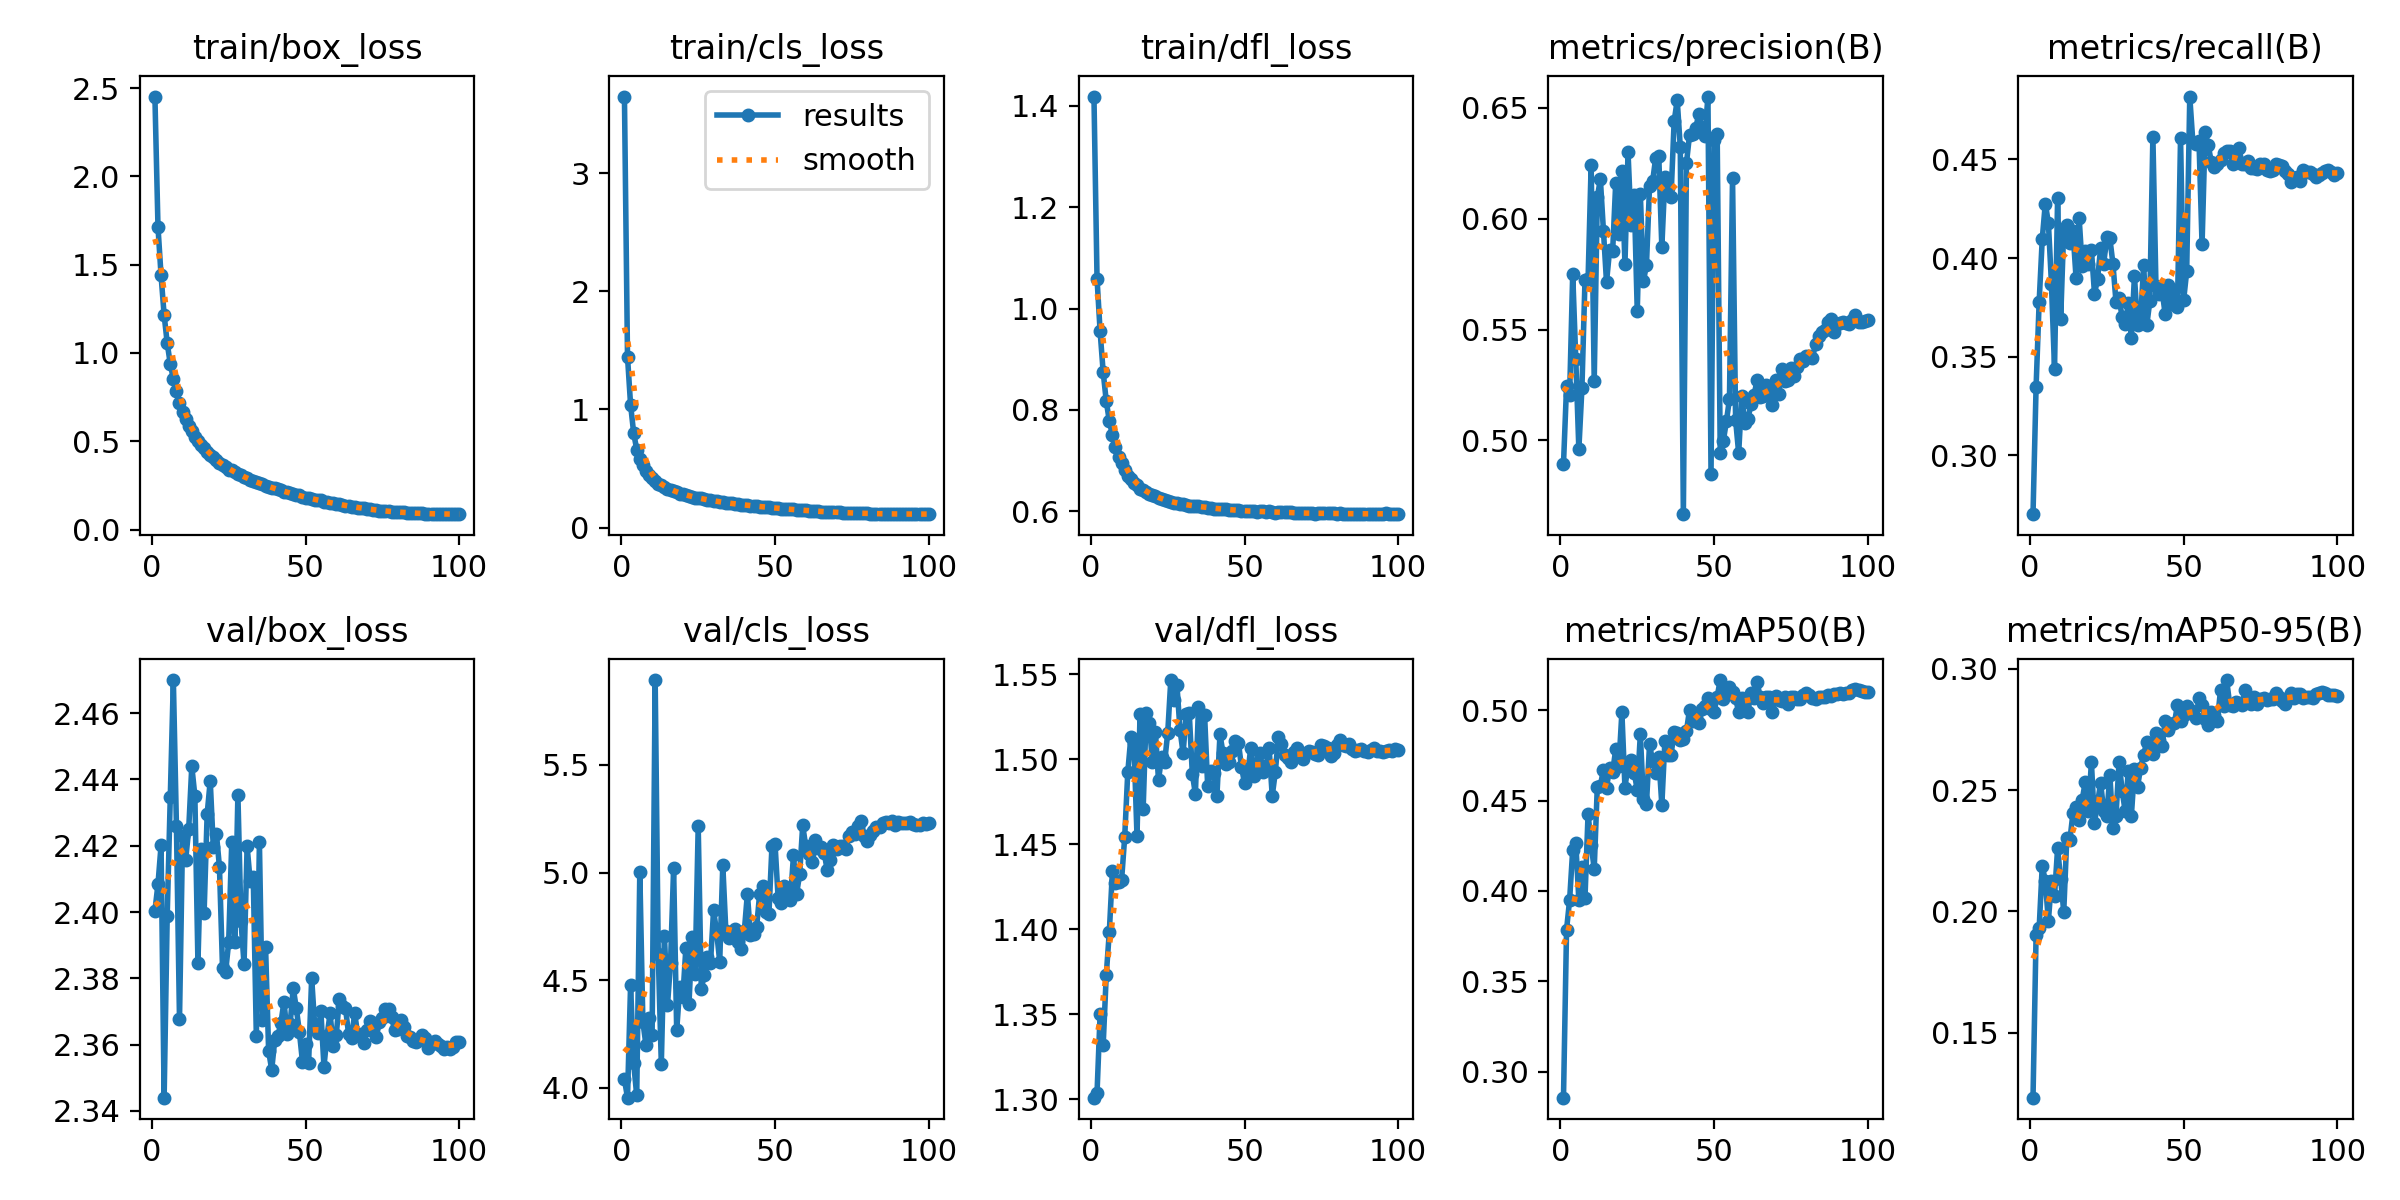 train/box_loss
train/cls_loss
train/dfl_loss
metrics/precision(B)
metrics/recall(B)
2.5
2.0
1.5
1.0
0.5
0.0
0 50 100
results
smooth
3
2
1
0
0 50 100
1.4
1.2
1.0
0.8
0.6
0 50 100
0.65
0.60
0.55
0.50
0 50 100
0.45
0.40
0.35
0.30
0 50 100
val/box_loss
val/cls_loss
val/dfl_loss
metrics/mAP50(B)
metrics/mAP50-95(B)
2.46
2.44
2.42
2.40
2.38
2.36
2.34
0 50 100
5.5
5.0
4.5
4.0
0 50 100
1.55
1.50
1.45
1.40
1.35
1.30
0 50 100
0.50
0.45
0.40
0.35
0.30
0 50 100
0.30
0.25
0.20
0.15
0 50 100